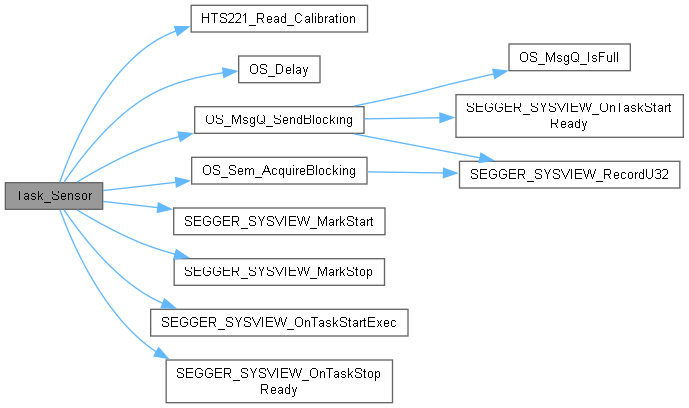 HTS221_Read_Calibration
OS_Delay
OS_MsgQ_IsFull
OS_MsgQ_SendBlocking
SEGGER_SYSVIEW_OnTaskStart
Ready
OS_Sem_AcquireBlocking
SEGGER_SYSVIEW_RecordU32
Task_Sensor
SEGGER_SYSVIEW_MarkStart
SEGGER_SYSVIEW_MarkStop
SEGGER_SYSVIEW_OnTaskStartExec
SEGGER_SYSVIEW_OnTaskStop
Ready